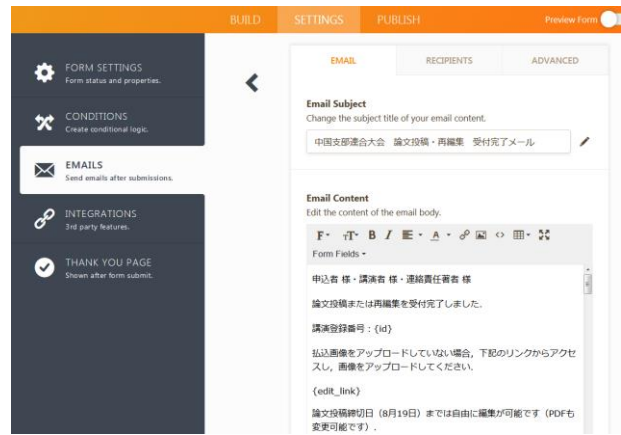 BUILD
SETTINGS
PUBLISH
Preview Form
FORM SETTINGS
Form status and properties.
CONDITIONS
Create conditional logic.
EMAILS
Send emails after submissions.
INTEGRATIONS
3rd party features.
THANK YOU PAGE
Shown after form submit.
EMAIL
RECIPIENTS
ADVANCED
Email Subject
Change the subject title of your email content.
中国支部連合大会 論文投稿・再編集 受付完了メール
Email Content
Edit the content of the email body.
F T B I A <>
Form Fields
申込者 様・講演者 様・連絡責任著者 様
論文投稿または再編集を受付完了しました.
講演登録番号：{id}
払込画像をアップロードしていない場合，下記のリンクからアクセ
スし，画像をアップロードしてください.
{edit_link}
論文投稿締切日（8月19日）までは自由に編集が可能です（PDFも
変更可能です）.